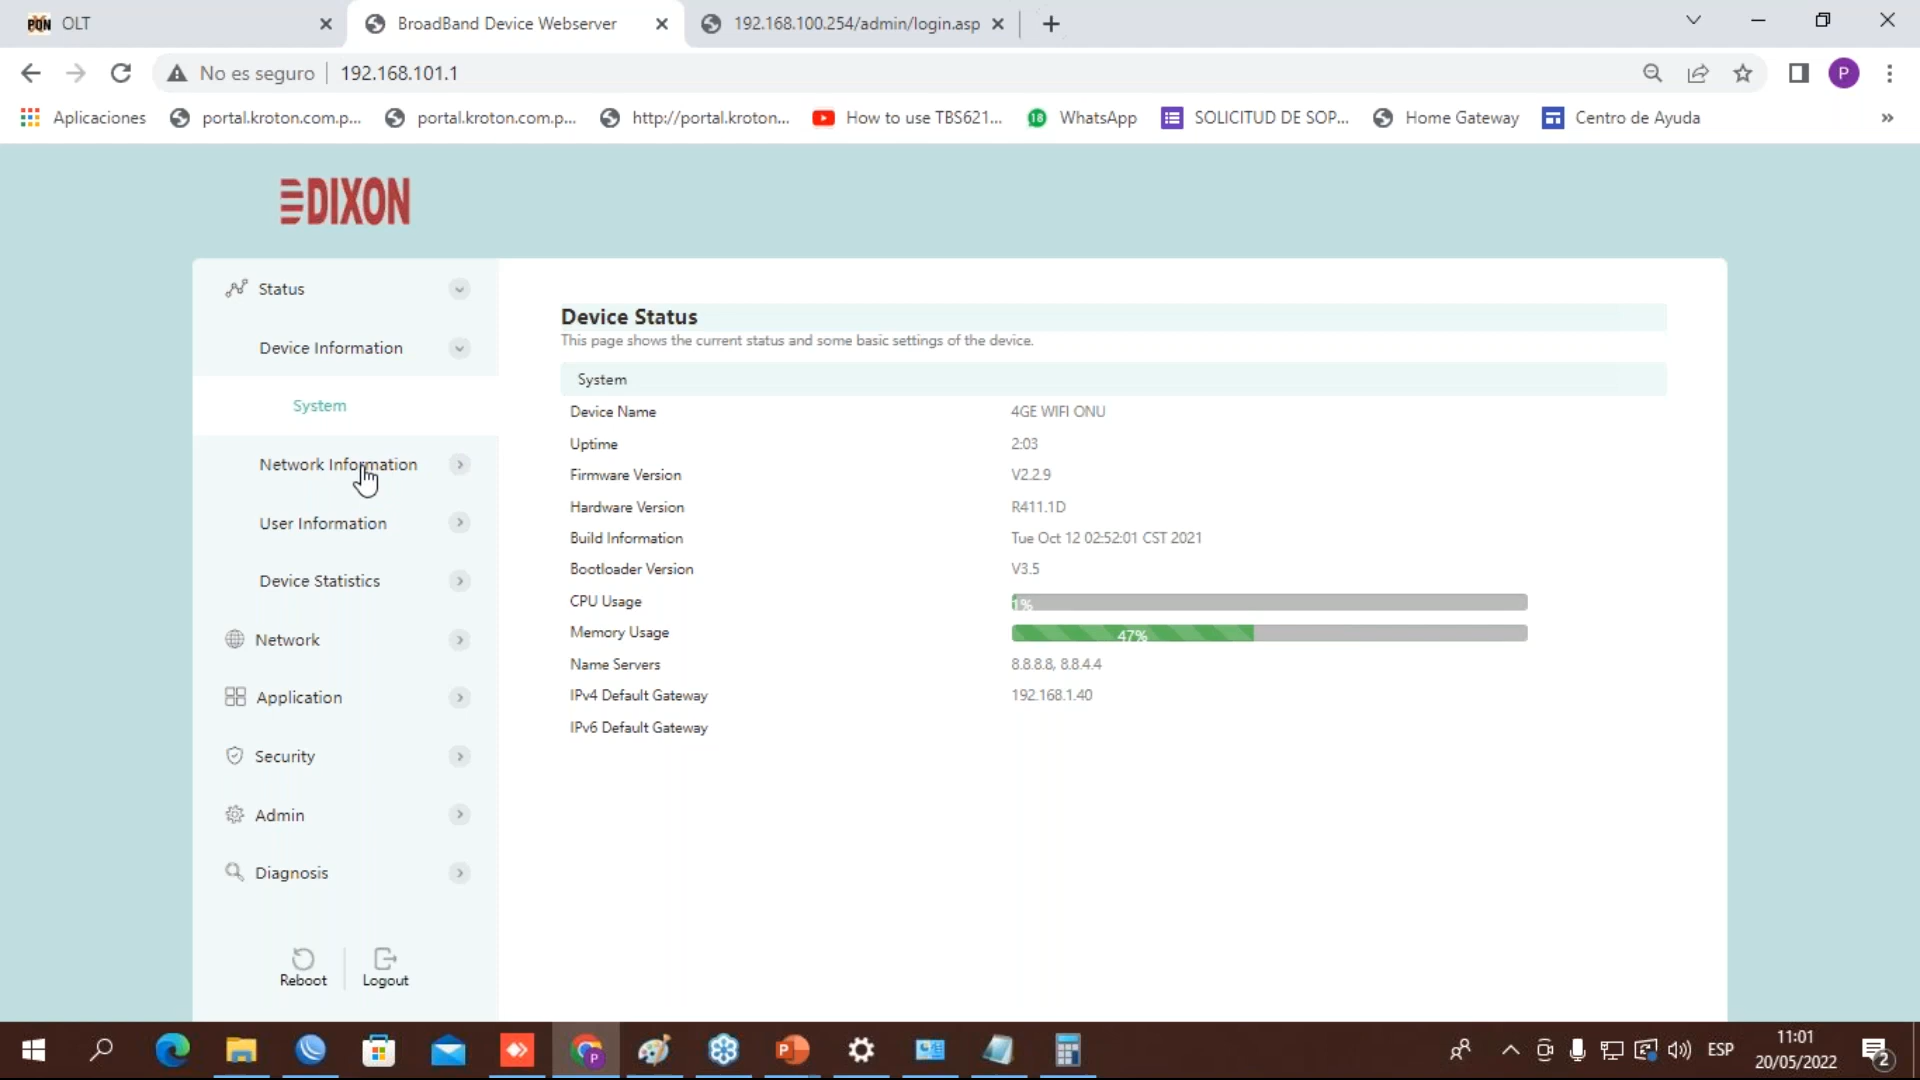 PON OLT
BroadBand Device Webserver
192.168.100.254/admin/login.asp
No es seguro
192.168.101.1
P
Aplicaciones
portal.kroton.com.p...
portal.kroton.com.p...
http://portal.kroton...
How to use TBS621...
18 WhatsApp
SOLICITUD DE SOP...
Home Gateway
Centro de Ayuda
»
DIXON
Status
Device Information
System
Network Information
User Information
Device Statistics
Network
Application
Security
Admin
Diagnosis
Reboot
Logout
Device Status
This page shows the current status and some basic settings of the device.
System
Device Name 4GE WIFI ONU
Uptime 2:03
Firmware Version V2.2.9
Hardware Version R411.1D
Build Information Tue Oct 12 02:52:01 CST 2021
Bootloader Version V3.5
CPU Usage 1%
Memory Usage 47%
Name Servers 8.8.8.8, 8.8.4.4
IPv4 Default Gateway 192.168.1.40
IPv6 Default Gateway
P
P
ESP
11:01
20/05/2022
2